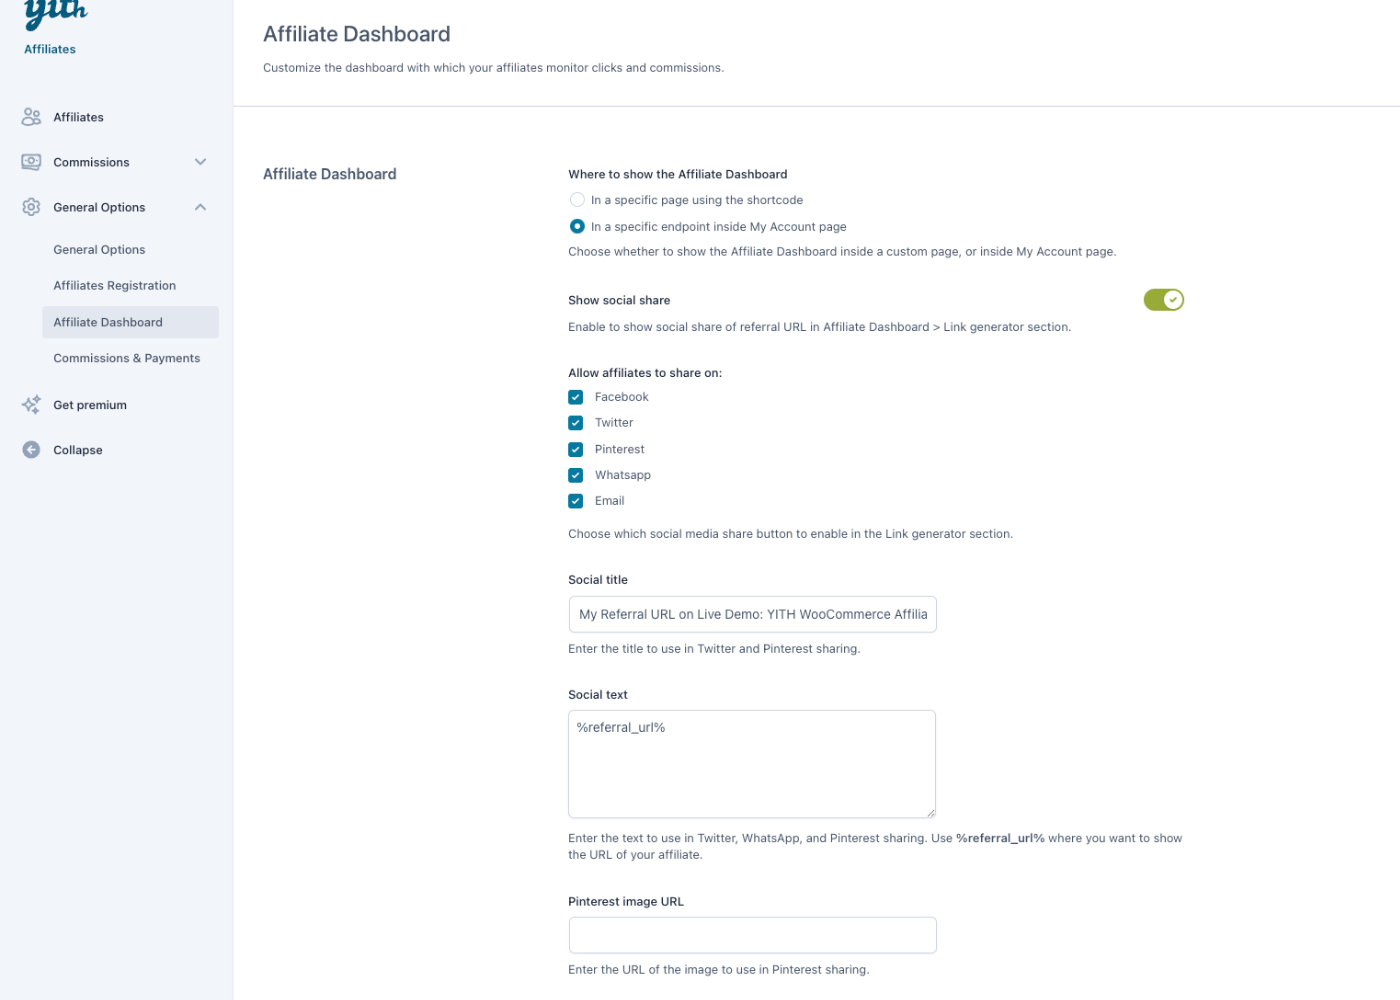 yith
Affiliates
Affiliates
Commissions
General Options
General Options
Affiliates Registration
Affiliate Dashboard
Commissions & Payments
Get premium
Collapse
Affiliate Dashboard
Customize the dashboard with which your affiliates monitor clicks and commissions.
Affiliate Dashboard
Where to show the Affiliate Dashboard
In a specific page using the shortcode
In a specific endpoint inside My Account page
Choose whether to show the Affiliate Dashboard inside a custom page, or inside My Account page.
Show social share
Enable to show social share of referral URL in Affiliate Dashboard > Link generator section.
Allow affiliates to share on:
Facebook
Twitter
Pinterest
Whatsapp
Email
Choose which social media share button to enable in the Link generator section.
Social title
My Referral URL on Live Demo: YITH WooCommerce Affilia
Enter the title to use in Twitter and Pinterest sharing.
Social text
%referral_url%
Enter the text to use in Twitter, WhatsApp, and Pinterest sharing. Use %referral_url% where you want to show
the URL of your affiliate.
Pinterest image URL
Enter the URL of the image to use in Pinterest sharing.